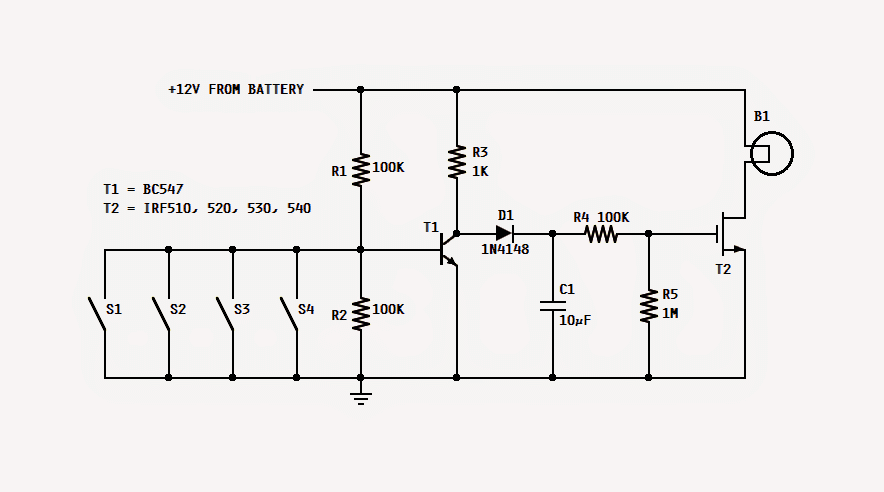 +12V FROM BATTERY
B1
R1
100K
R3
1K
T1 = BC547
T2 = IRF510, 520, 530, 540
T1
D1
1N4148
R4 100K
T2
S1
S2
S3
S4
R2
100K
C1
10µF
R5
1M